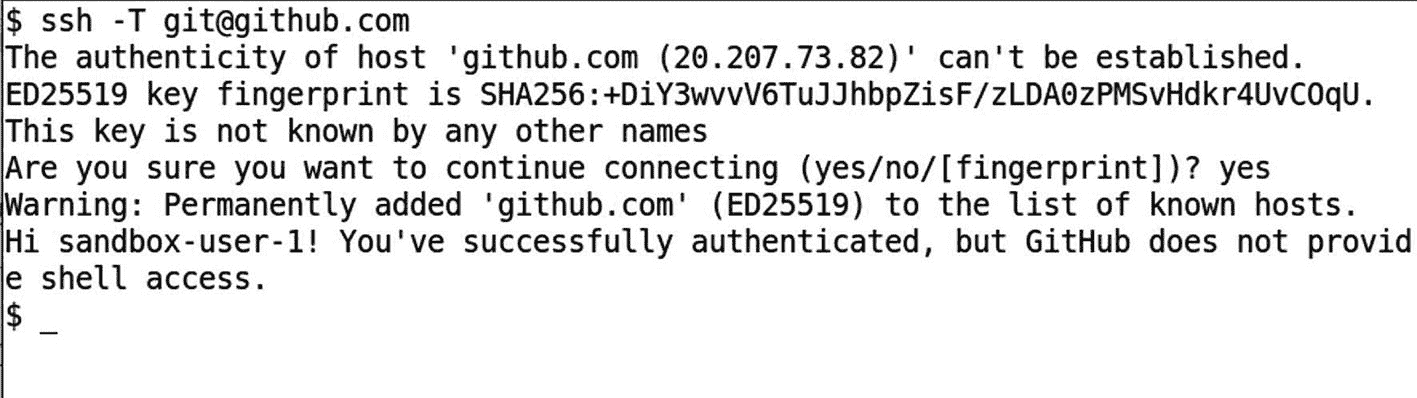 $ ssh -T git@github.com
The authenticity of host 'github.com (20.207.73.82)' can't be established.
ED25519 key fingerprint is SHA256:+DiY3wvvV6TuJJhbpZisF/zLDA0zPMSvHdkr4UvCOqU.
This key is not known by any other names
Are you sure you want to continue connecting (yes/no/[fingerprint])? yes
Warning: Permanently added 'github.com' (ED25519) to the list of known hosts.
Hi sandbox-user-1! You've successfully authenticated, but GitHub does not provid
e shell access.
$ _